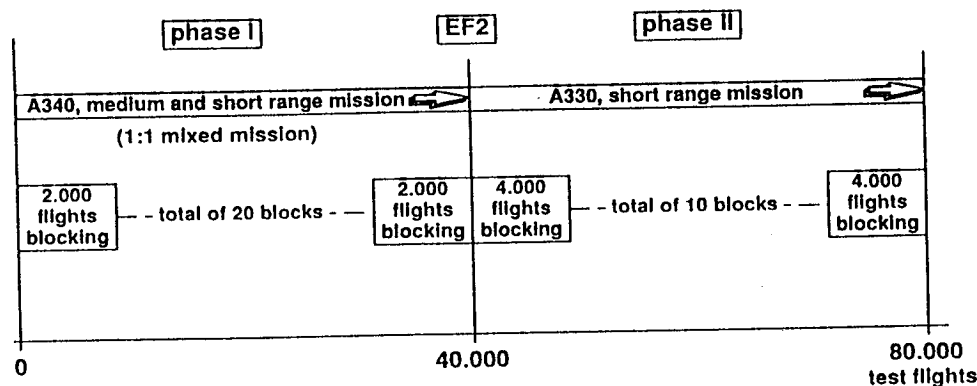 phase I
EF2
phase II
A340, medium and short range mission
A330, short range mission
(1:1 mixed mission)
2.000
flights
blocking
total of 20 blocks
2.000
flights
blocking
4.000
flights
blocking
total of 10 blocks
4.000
flights
blocking
0
40.000
80.000
test flights